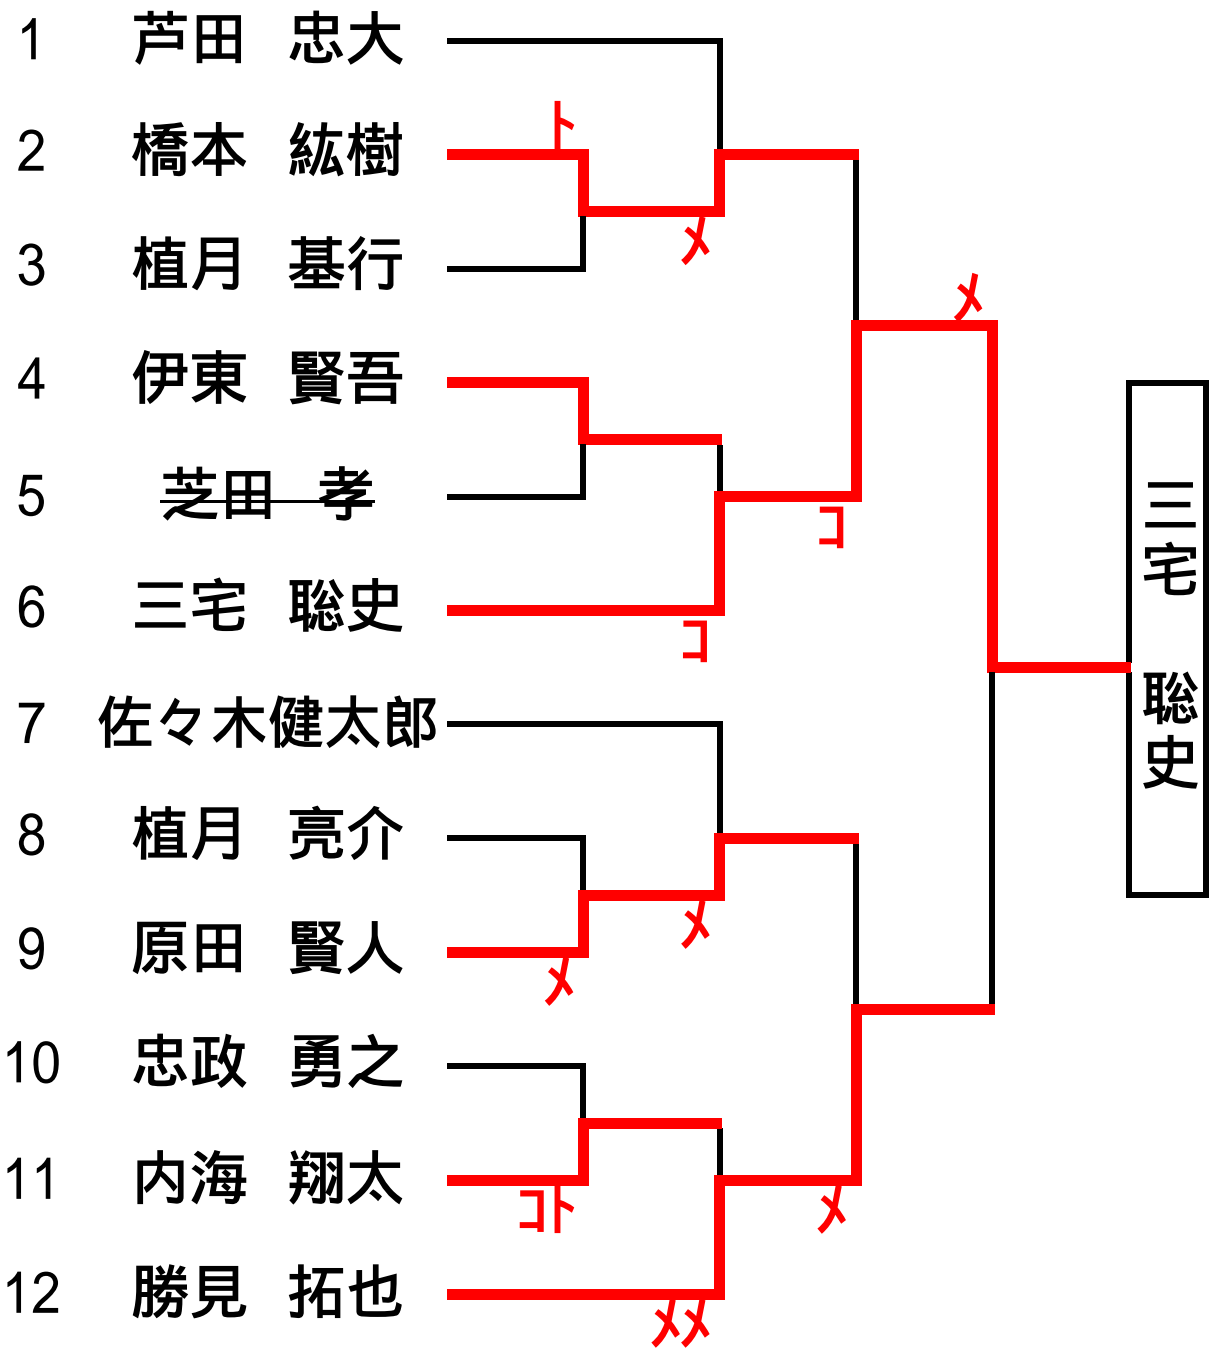 1 芦田 忠大
ト
2 橋本 紘樹
メ
3 植月 基行
メ
4 伊東 賢吾
5 芝田 孝
コ
6 三宅 聡史
コ
三宅 聡史
7 佐々木健太郎
8 植月 亮介
メ
9 原田 賢人
メ
10 忠政 勇之
11 内海 翔太
コト
メ
12 勝見 拓也
メメ